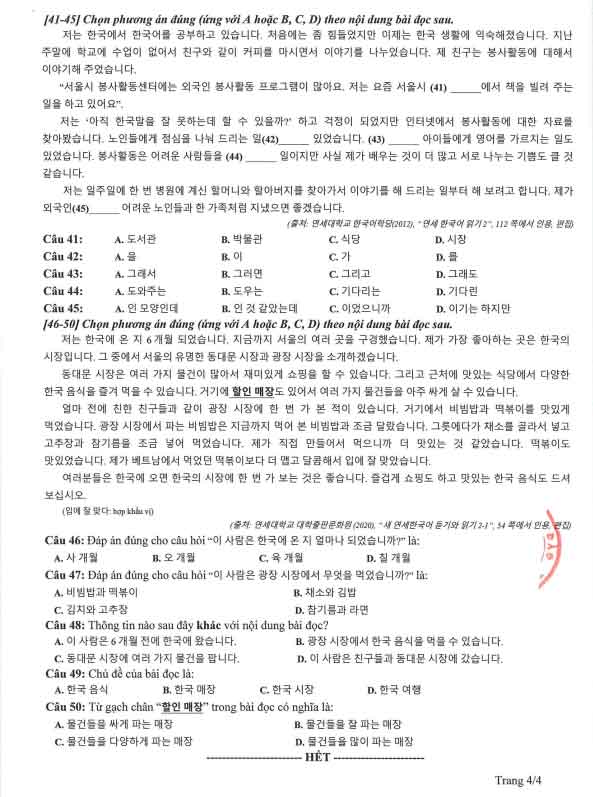 [41-45] Chọn phương án đúng (ứng với A hoặc B, C, D) theo nội dung bài đọc sau.
저는 한국에서 한국어를 공부하고 있습니다. 처음에는 좀 힘들었지만 이제는 한국 생활에 익숙해졌습니다. 지난
주말에 학교에 수업이 없어서 친구와 같이 커피를 마시면서 이야기를 나누었습니다. 제 친구는 봉사활동에 대해서
이야기해 주었습니다.
“서울시 봉사활동센터에는 외국인 봉사활동 프로그램이 많아요. 저는 요즘 서울시 (41) ______에서 책을 빌려 주는
일을 하고 있어요”.
저는 ‘아직 한국말을 잘 못하는데 할 수 있을까?’ 하고 걱정이 되었지만 인터넷에서 봉사활동에 대한 자료를
찾아봤습니다. 노인들에게 점심을 나눠 드리는 일(42)______ 있었습니다. (43) ______ 아이들에게 영어를 가르치는 일도
있었습니다. 봉사활동은 어려운 사람들을 (44) ______ 일이지만 사실 제가 배우는 것이 더 많고 서로 나누는 기쁨도 클 것
같습니다.
저는 일주일에 한 번 병원에 계신 할머니와 할아버지를 찾아가서 이야기를 해 드리는 일부터 해 보려고 합니다. 제가
외국인(45)______ 어려운 노인들과 한 가족처럼 지냈으면 좋겠습니다.
(출처: 연세대학교 한국어학당(2012), “연세 한국어 읽기 2”, 112 쪽에서 인용, 편집)
Câu 41: A. 도서관 B. 박물관 C. 식당 D. 시장
Câu 42: A. 을 B. 이 C. 가 D. 를
Câu 43: A. 그래서 B. 그러면 C. 그리고 D. 그래도
Câu 44: A. 도와주는 B. 도우는 C. 기다리는 D. 기다린
Câu 45: A. 인 모양인데 B. 인 것 같았는데 C. 이었으니까 D. 이기는 하지만
[46-50] Chọn phương án đúng (ứng với A hoặc B, C, D) theo nội dung bài đọc sau.
저는 한국에 온 지 6 개월 되었습니다. 지금까지 서울의 여러 곳을 구경했습니다. 제가 가장 좋아하는 곳은 한국의
시장입니다. 그 중에서 서울의 유명한 동대문 시장과 광장 시장을 소개하겠습니다.
동대문 시장은 여러 가지 물건이 많아서 재미있게 쇼핑을 할 수 있습니다. 그리고 근처에 맛있는 식당에서 다양한
한국 음식을 즐겨 먹을 수 있습니다. 거기에 할인 매장도 있어서 여러 가지 물건들을 아주 싸게 살 수 있습니다.
얼마 전에 친한 친구들과 같이 광장 시장에 한 번 가 본 적이 있습니다. 거기에서 비빔밥과 떡볶이를 맛있게
먹었습니다. 광장 시장에서 파는 비빔밥은 지금까지 먹어 본 비빔밥과 조금 달랐습니다. 그릇에다가 채소를 골라서 넣고
고추장과 참기름을 조금 넣어 먹었습니다. 제가 직접 만들어서 먹으니까 더 맛있는 것 같았습니다. 떡볶이도
맛있었습니다. 제가 베트남에서 먹었던 떡볶이보다 더 맵고 달콤해서 입에 잘 맞았습니다.
여러분들은 한국에 오면 한국의 시장에 한 번 가 보는 것은 좋습니다. 즐겁게 쇼핑도 하고 맛있는 한국 음식도 드셔
보십시오.
(입에 잘 맞다: hợp khẩu vị)
(출처: 연세대학교 대학출판문화원 (2020), “새 연세한국어 듣기와 읽기 2-1”, 54 쪽에서 인용, 편집)
Câu 46: Đáp án đúng cho câu hỏi “이 사람은 한국에 온 지 얼마나 되었습니까?” là:
A. 사 개월 B. 오 개월 C. 육 개월 D. 칠 개월
Câu 47: Đáp án đúng cho câu hỏi “이 사람은 광장 시장에서 무엇을 먹었습니까?” là:
A. 비빔밥과 떡볶이 B. 채소와 김밥
C. 김치와 고추장 D. 참기름과 라면
Câu 48: Thông tin nào sau đây khác với nội dung bài đọc?
A. 이 사람은 6 개월 전에 한국에 왔습니다. B. 광장 시장에서 한국 음식을 먹을 수 있습니다.
C. 동대문 시장에 여러 가지 물건을 팝니다. D. 이 사람은 친구들과 동대문 시장에 갔습니다.
Câu 49: Chủ đề của bài đọc là:
A. 한국 음식 B. 한국 매장 C. 한국 시장 D. 한국 여행
Câu 50: Từ gạch chân “할인 매장” trong bài đọc có nghĩa là:
A. 물건들을 싸게 파는 매장 B. 물건들을 잘 파는 매장
C. 물건들을 다양하게 파는 매장 D. 물건들을 많이 파는 매장
------------------------ HẾT ------------------------
Trang 4/4